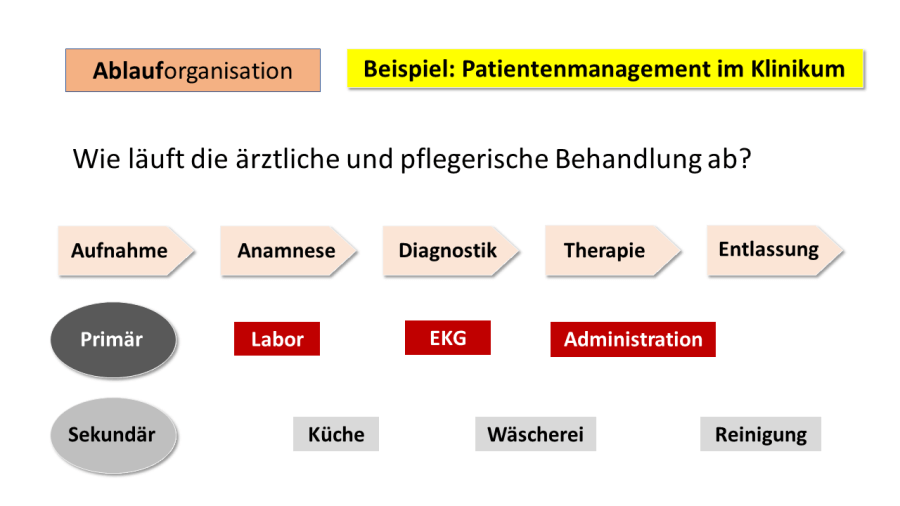 Ablauforganisation
Beispiel: Patientenmanagement im Klinikum
Wie läuft die ärztliche und pflegerische Behandlung ab?
Aufnahme
Anamnese
Diagnostik
Therapie
Entlassung
Primär
Labor
EKG
Administration
Sekundär
Küche
Wäscherei
Reinigung